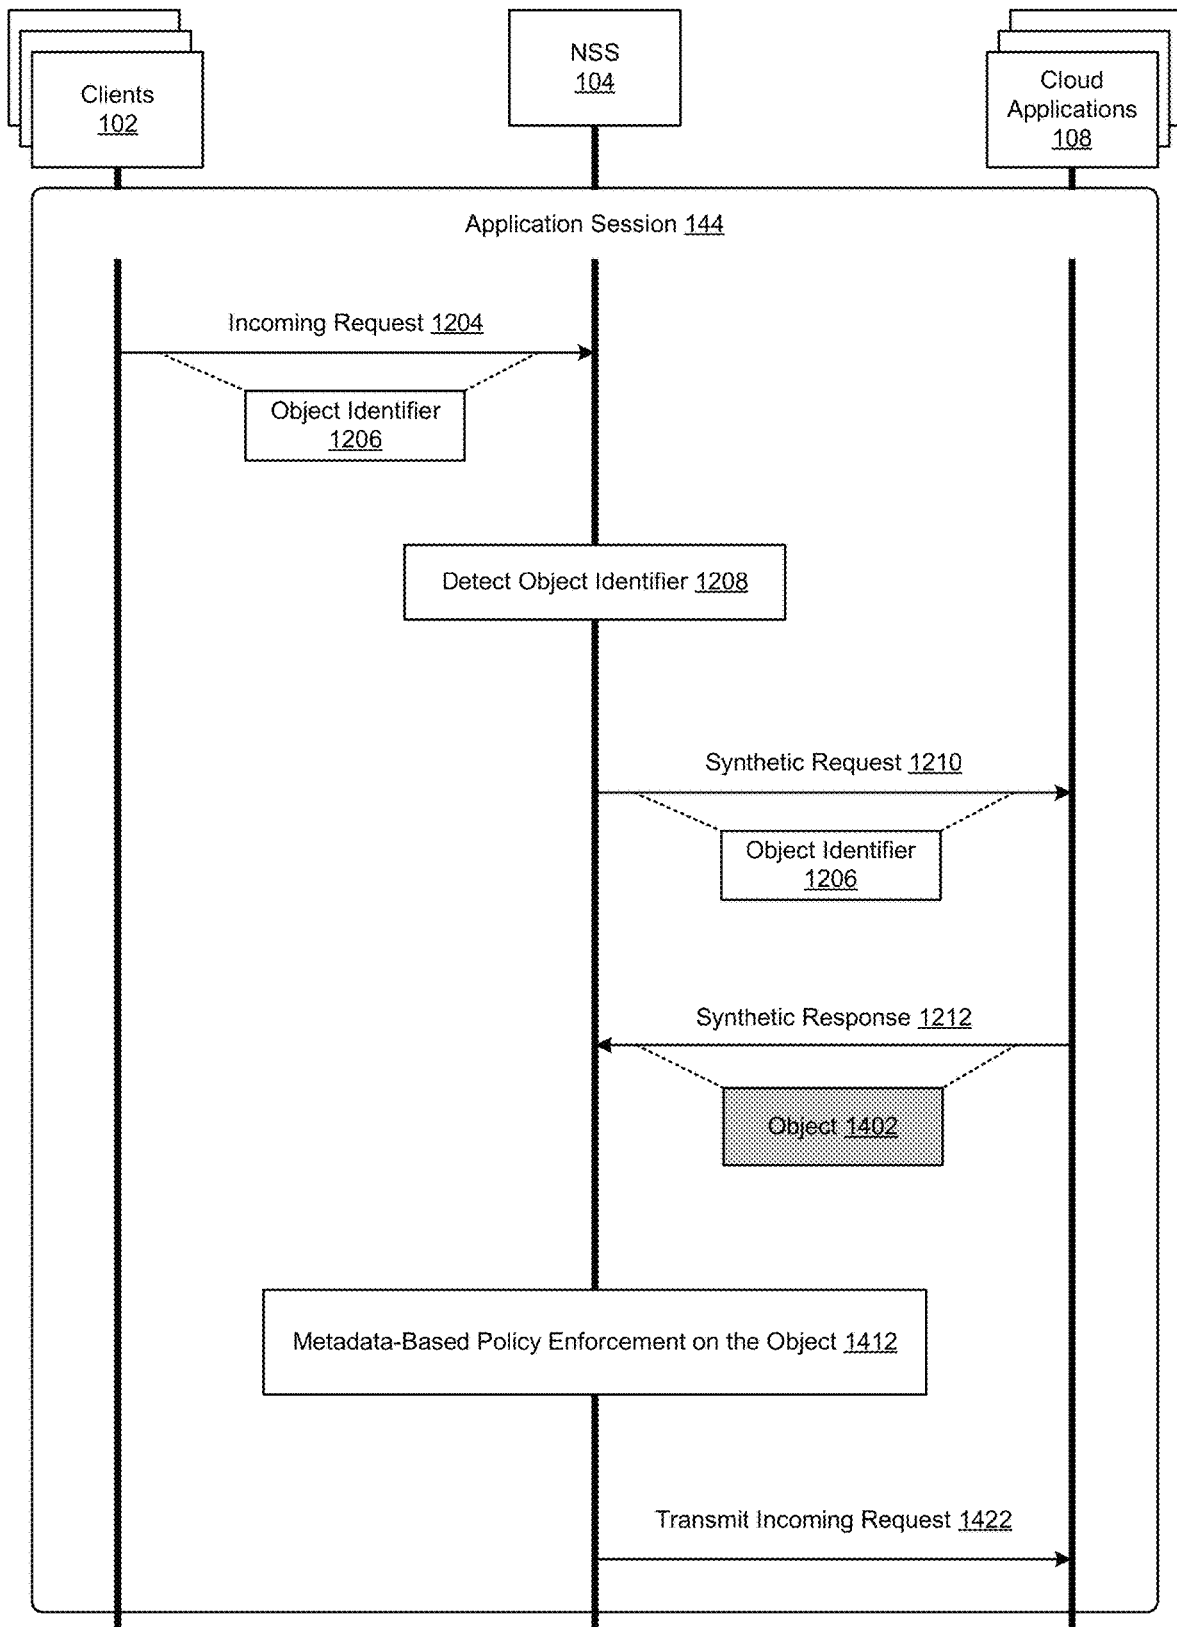 Clients
102
NSS
104
Cloud
Applications
108
Application Session 144
Incoming Request 1204
Object Identifier
1206
Detect Object Identifier 1208
Synthetic Request 1210
Object Identifier
1206
Synthetic Response 1212
Object 1402
Metadata-Based Policy Enforcement on the Object 1412
Transmit Incoming Request 1422